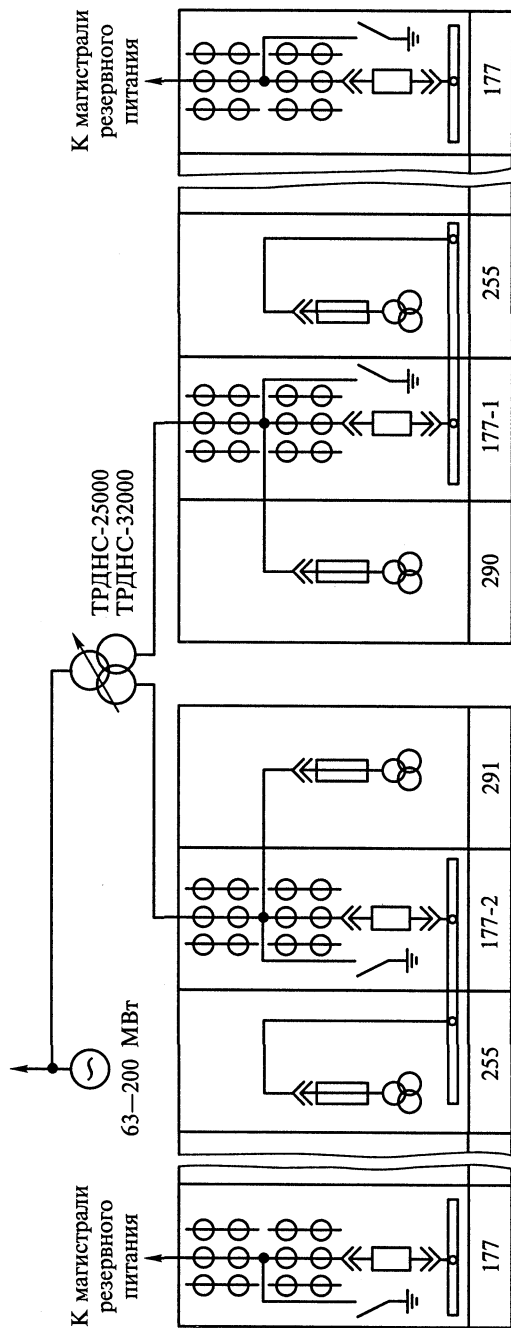 К магистрали
резервного
питания
63—200 МВт
~
ТРДНС-25000
ТРДНС-32000
К магистрали
резервного
питания
177
255
177-2
291
290
177-1
255
177